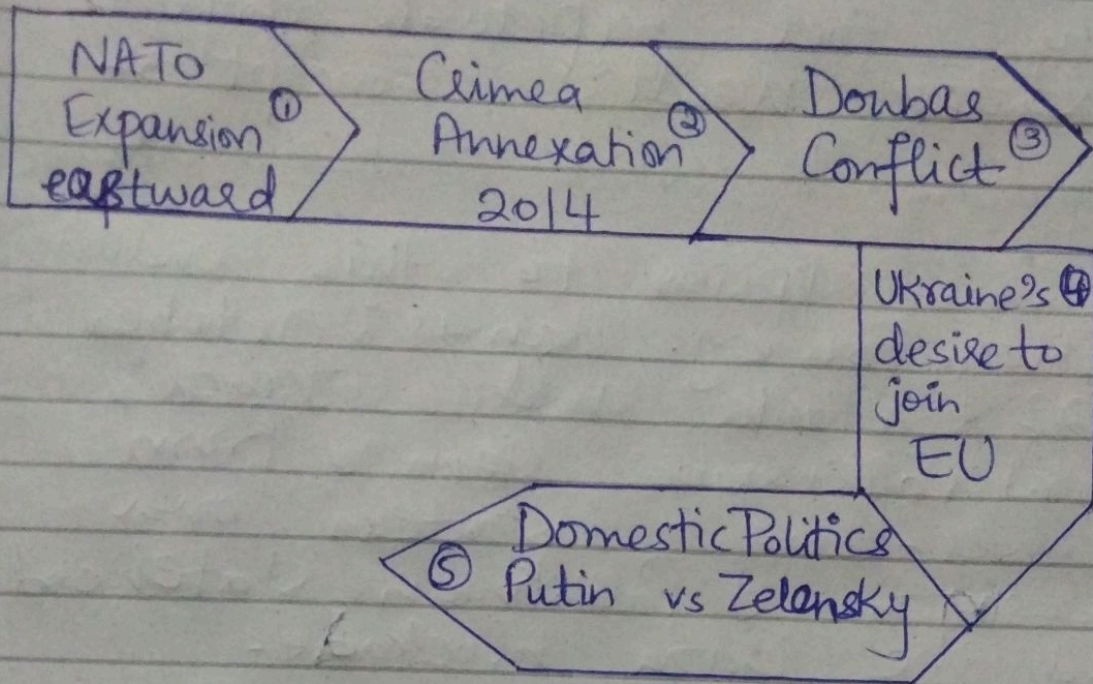 NATO
Expansion ①
eastward
Crimea
Annexation ②
2014
Donbas
Conflict ③
Ukraine's ④
desire to
join
EU
Domestic Politics
⑤ Putin vs Zelensky